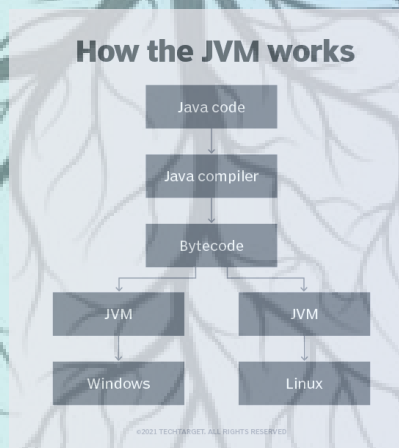 How the JVM works
Java code
Java compiler
Bytecode
JVM
JVM
Windows
Linux
©2021 TECHTARGET. ALL RIGHTS RESERVED